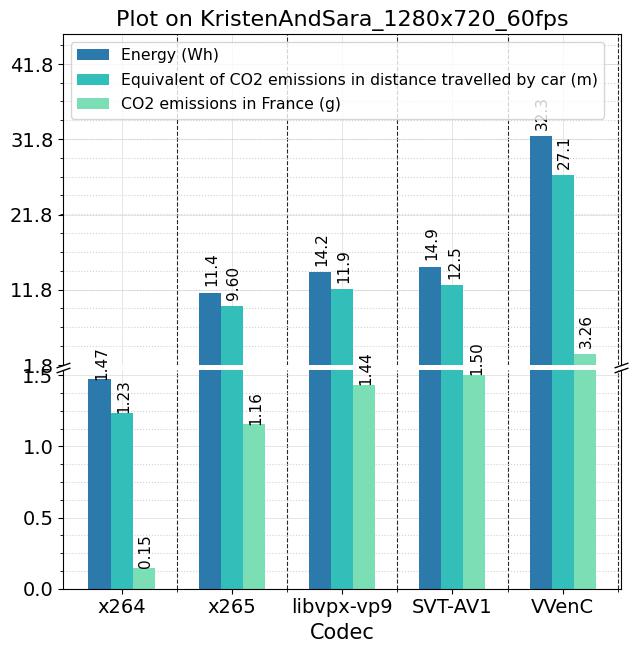 Plot on KristenAndSara_1280x720_60fps
Energy (Wh)
Equivalent of CO2 emissions in distance travelled by car (m)
CO2 emissions in France (g)
41.8
31.8
21.8
11.8
1.8
1.5
1.0
0.5
0.0
1.47
1.23
0.15
11.4
9.60
1.16
14.2
11.9
1.44
14.9
12.5
1.50
32.3
27.1
3.26
x264
x265
libvpx-vp9
SVT-AV1
VVenC
Codec